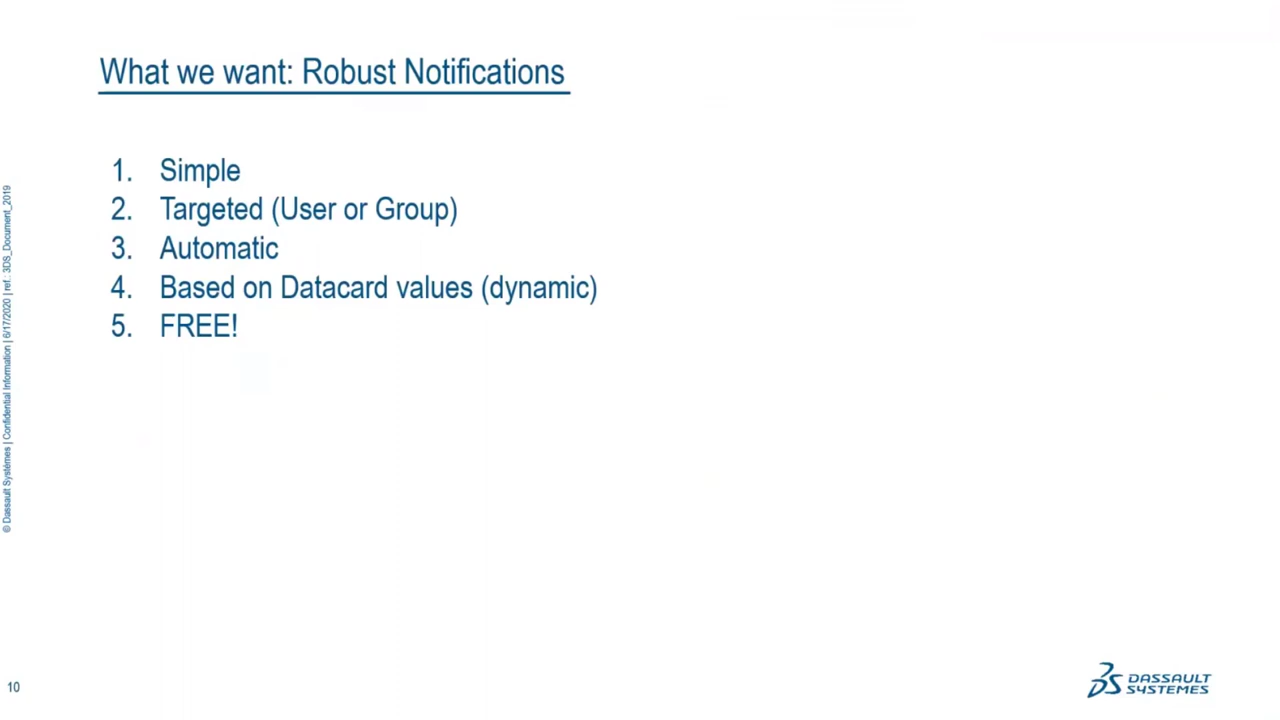 What we want: Robust Notifications
1. Simple
2. Targeted (User or Group)
3. Automatic
4. Based on Datacard values (dynamic)
5. FREE!
© Dassault Systèmes | Confidential Information | 6/17/2020 | ref.: 3DS_Document_2019
10
3DS DASSAULT
SYSTEMES